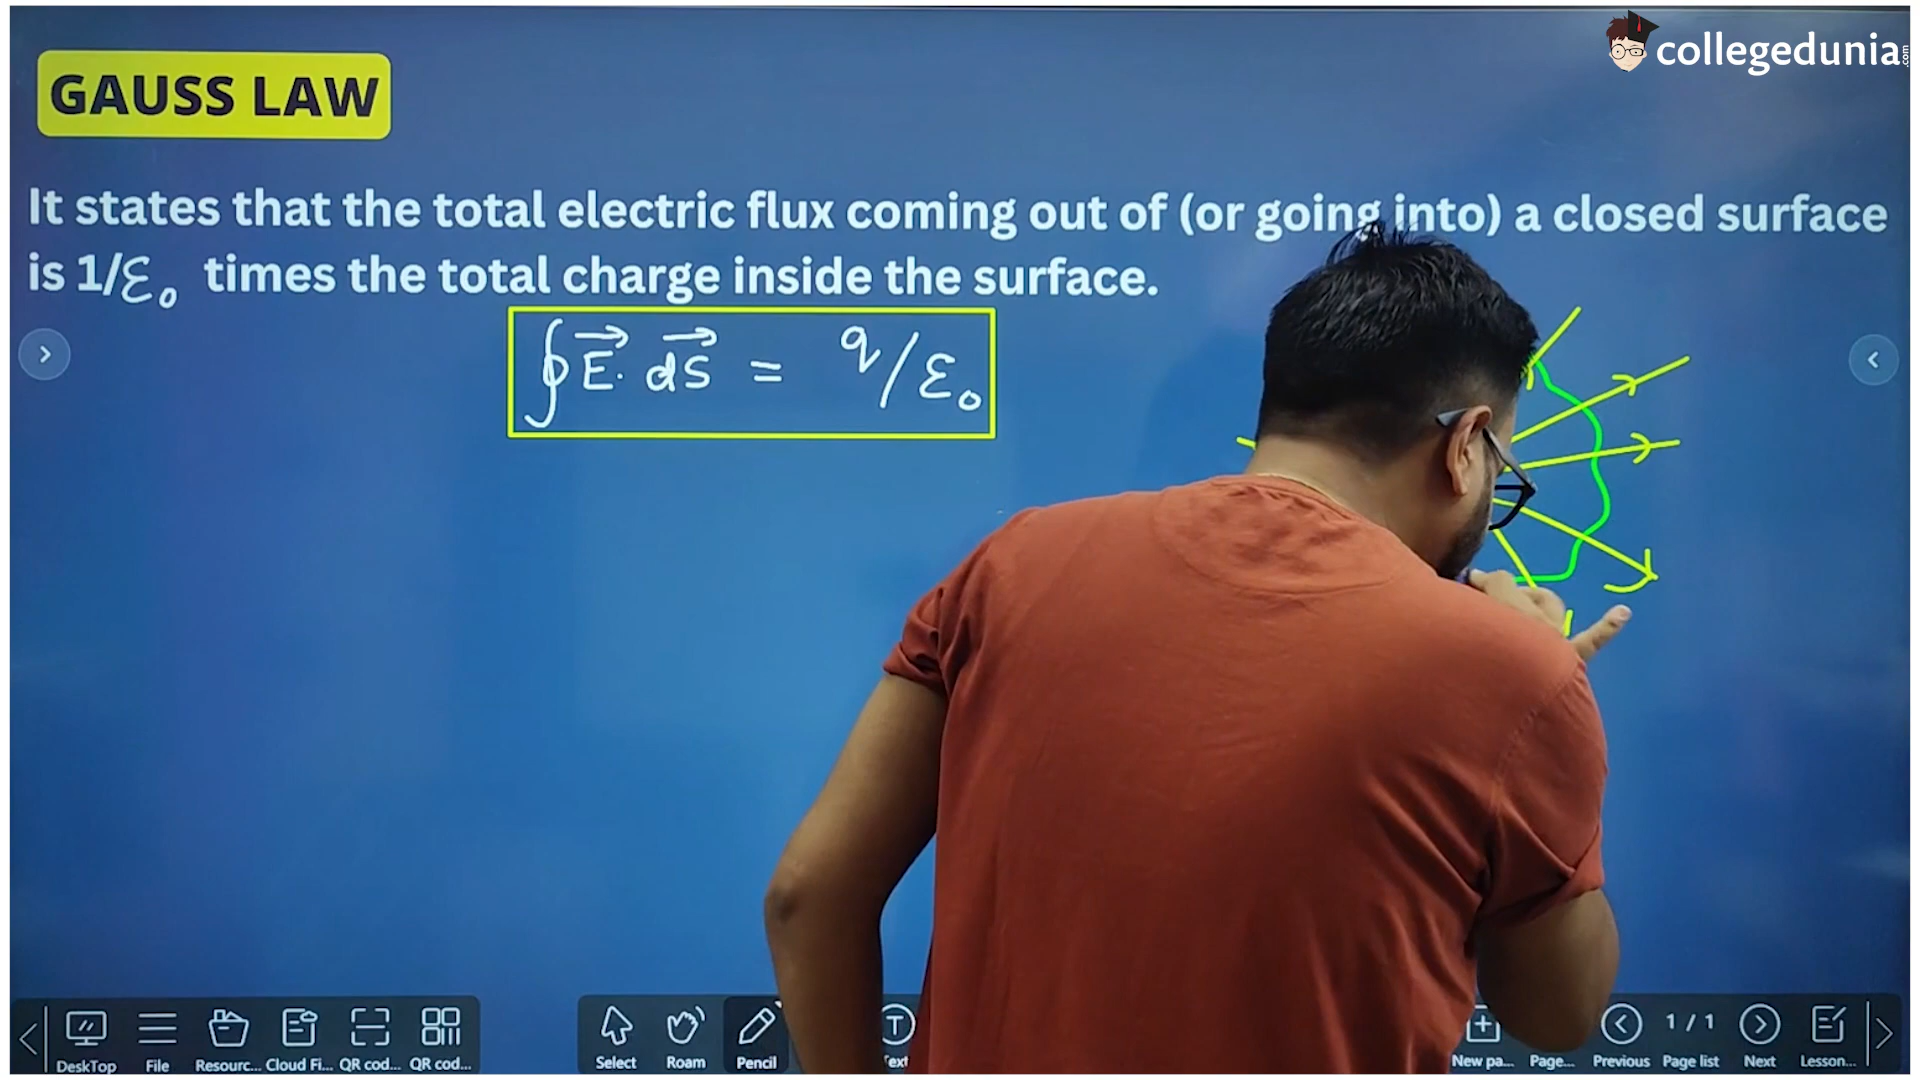 collegedunia.com
GAUSS LAW
It states that the total electric flux coming out of (or going into) a closed surface
is 1/ε₀ times the total charge inside the surface.
∮E⃗. dS⃗ = q/ε₀
DeskTop
File
Resourc...
Cloud Fi...
QR cod...
QR cod...
Select
Roam
Pencil
New pa...
Page...
Previous
1 / 1
Page list
Next
Lesson...